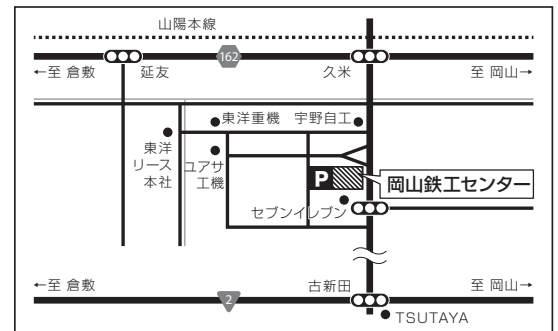 山陽本線
162
←至 倉敷
延友
久米
至 岡山→
東洋重機
宇野自工
東洋
リース
本社
ユアサ
工機
P
岡山鉄工センター
セブンイレブン
←至 倉敷
2
古新田
至 岡山→
TSUTAYA